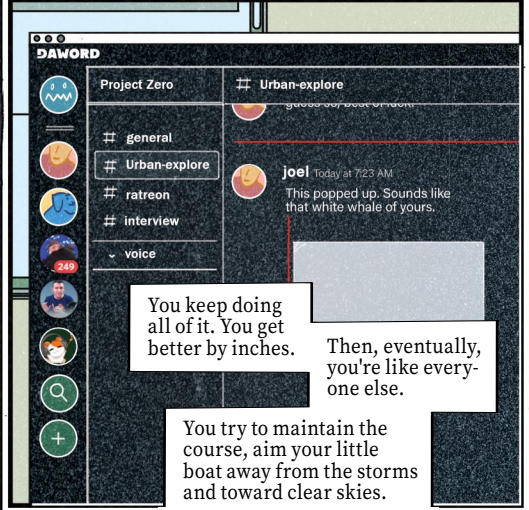 DAWORD
Project Zero
# Urban-explore
# general
# Urban-explore
# ratreon
# interview
voice
249
joel Today at 7:23 AM
This popped up. Sounds like
that white whale of yours.
You keep doing
all of it. You get
better by inches.
Then, eventually,
you're like every-
one else.
You try to maintain the
course, aim your little
boat away from the storms
and toward clear skies.